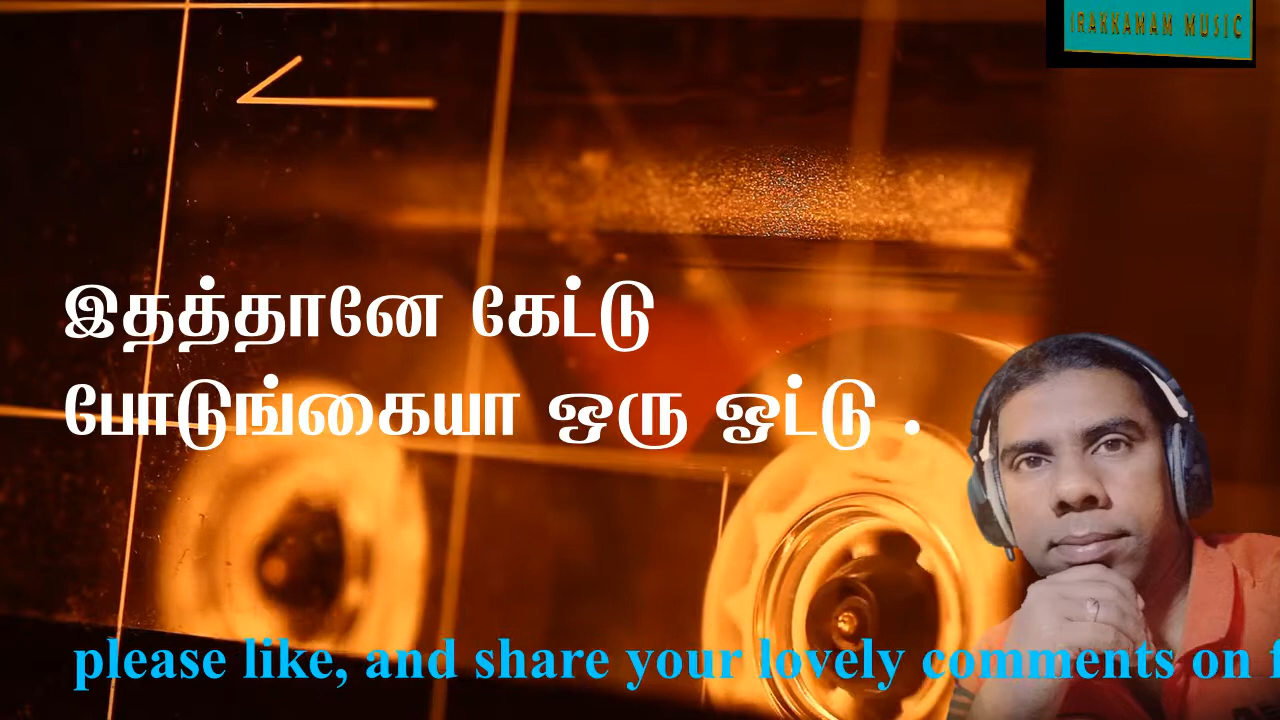 IRAKKAMAM MUSIC
இதத்தானே கேட்டு
போடுங்கையா ஒரு ஓட்டு .
please like, and share your lovely comments on